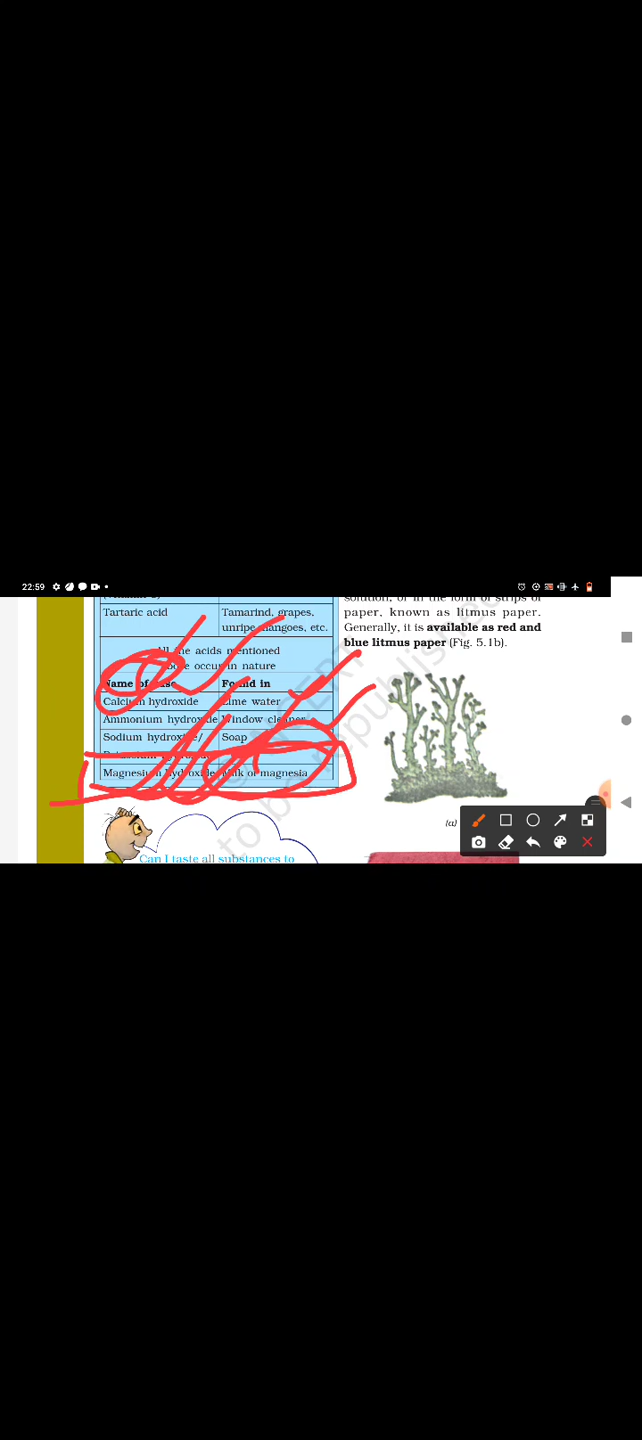 22:59
Tartaric acid Tamarind, grapes,
unripe mangoes, etc.
All the acids mentioned
occur in nature
Name of Found in
Calcium hydroxide Lime water
Ammonium hydroxide Window cleaner
Sodium hydroxide/ Soap
Magnesium hydroxide Milk of magnesia
Can I taste all substances to
solution, or in the form of strips of
paper, known as litmus paper.
Generally, it is available as red and
blue litmus paper (Fig. 5.1b).
(a)
to be republished